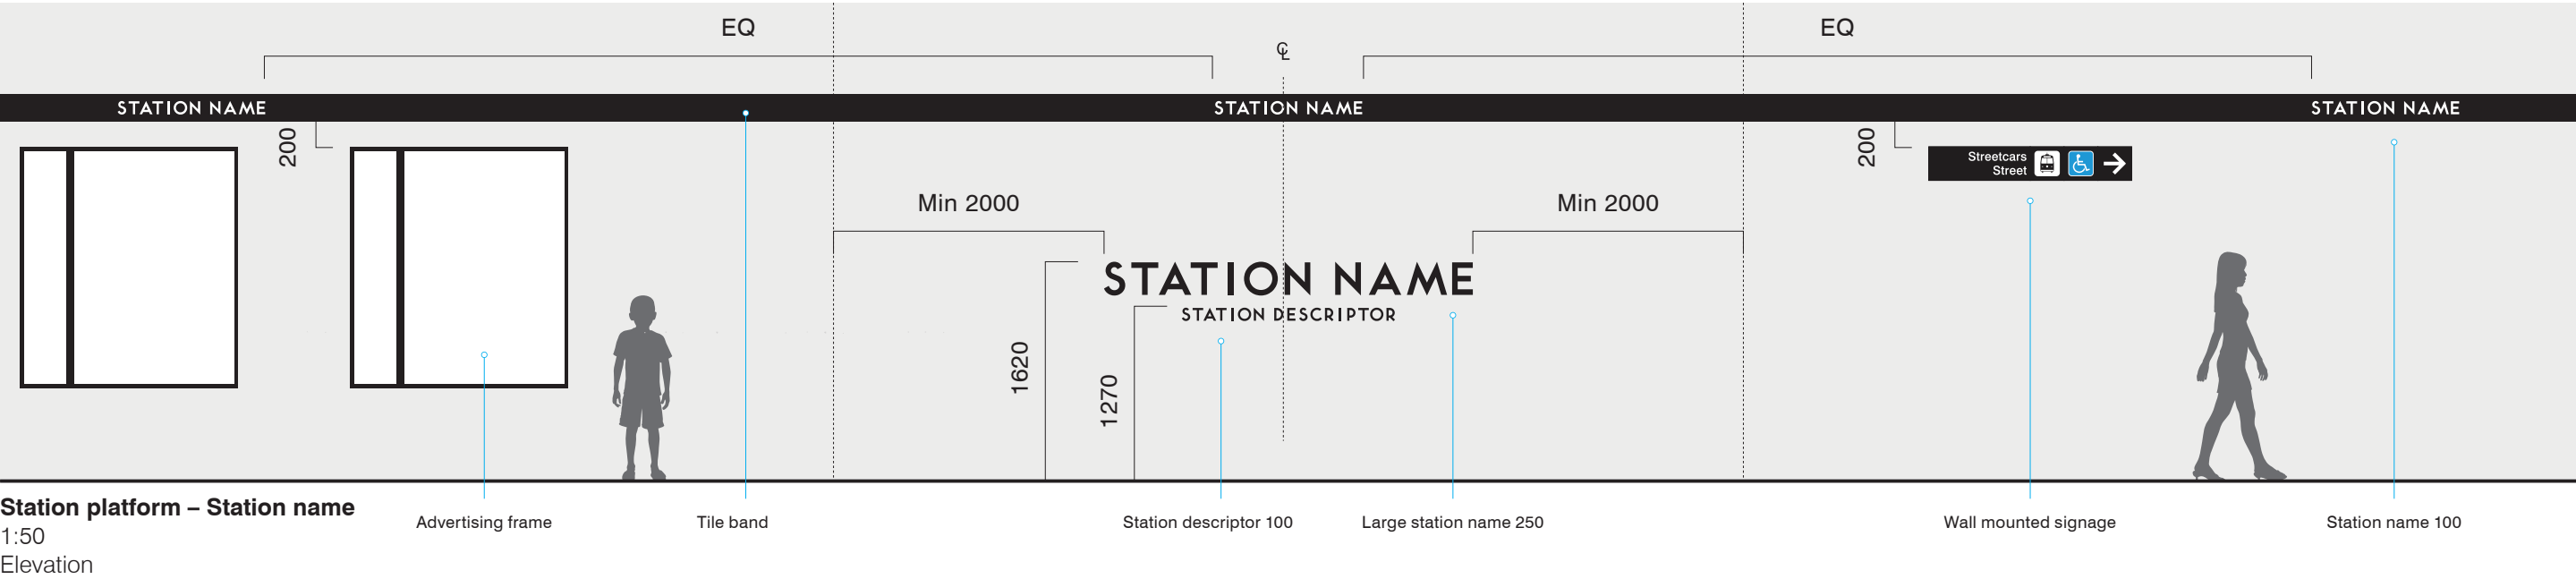 EQ
EQ
℄
STATION NAME
STATION NAME
STATION NAME
200
200
Streetcars
Street
Min 2000
Min 2000
STATION NAME
STATION DESCRIPTOR
1620
1270
Station platform – Station name
1:50
Elevation
Advertising frame
Tile band
Station descriptor 100
Large station name 250
Wall mounted signage
Station name 100